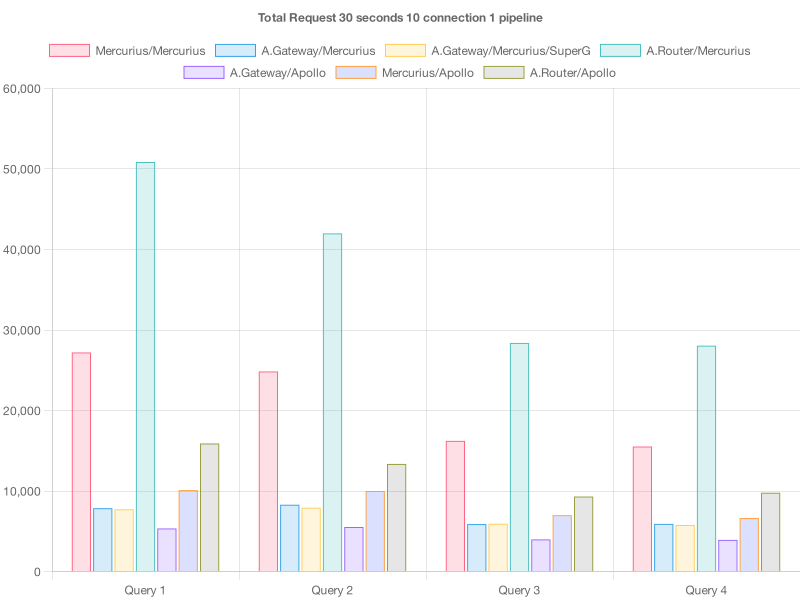 Total Request 30 seconds 10 connection 1 pipeline
Mercurius/Mercurius A.Gateway/Mercurius A.Gateway/Mercurius/SuperG A.Router/Mercurius
A.Gateway/Apollo Mercurius/Apollo A.Router/Apollo
60,000
50,000
40,000
30,000
20,000
10,000
0
Query 1 Query 2 Query 3 Query 4